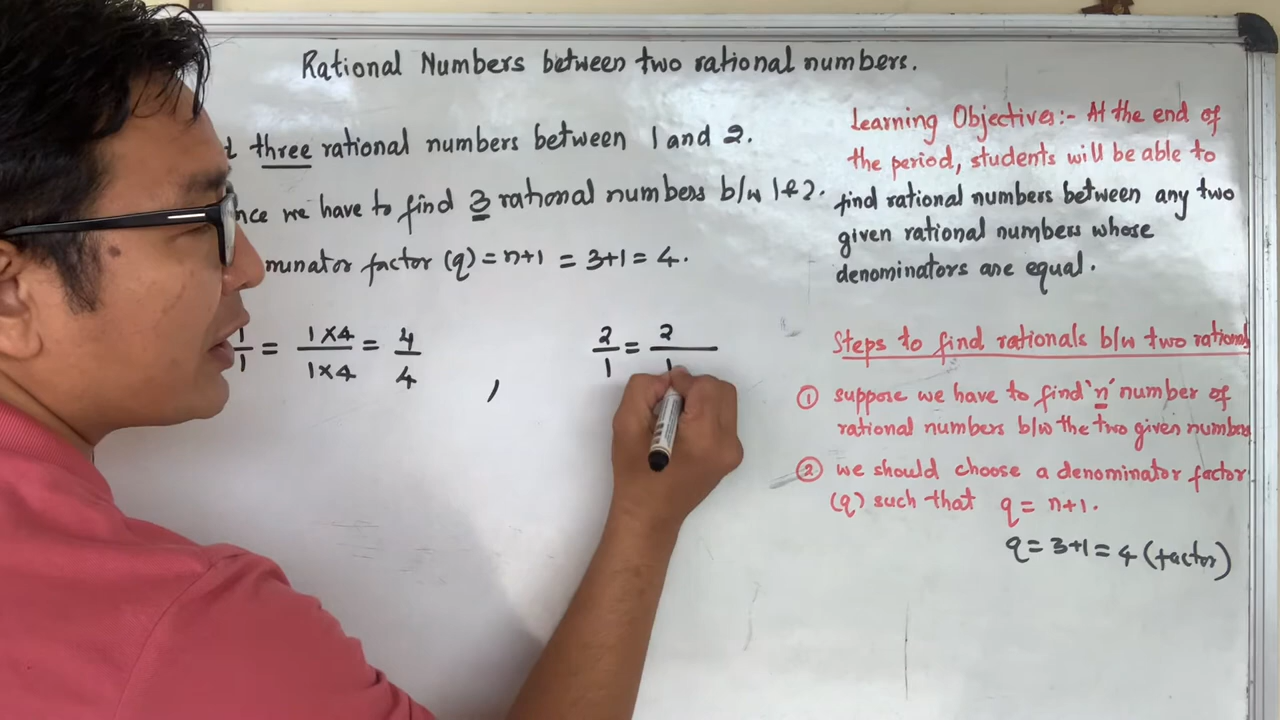 Rational Numbers between two rational numbers.
three rational numbers between 1 and 2.
we have to find 3 rational numbers b/w 1 & 2.
factor (q) = n+1 = 3+1 = 4.
1/1 = 1×4/1×4 = 4/4 , 2/1 = 2/1
Learning Objectives:- At the end of
the period, students will be able to
find rational numbers between any two
given rational numbers whose
denominators are equal.
Steps to find rationals b/w two rational
① suppose we have to find 'n' number of
rational numbers b/w the two given numbers
② we should choose a denominator factor
(q) such that q = n+1.
q = 3+1 = 4 (factor)